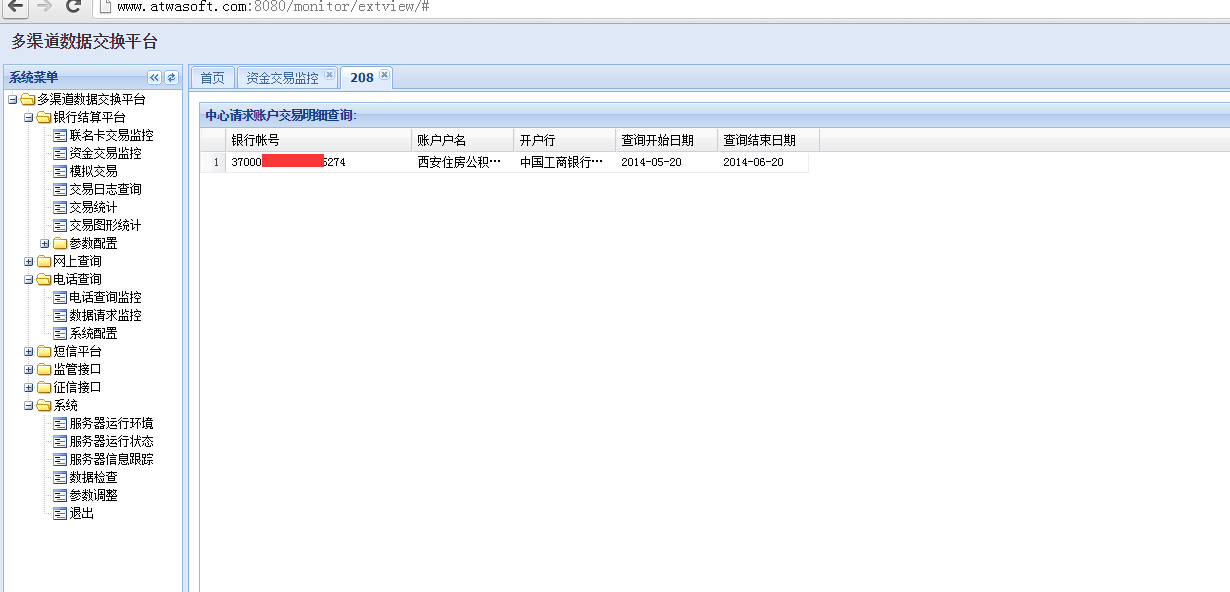 www.atwasoft.com:8080/monitor/extview/#
多渠道数据交换平台
系统菜单
多渠道数据交换平台
银行结算平台
联名卡交易监控
资金交易监控
模拟交易
交易日志查询
交易统计
交易图形统计
参数配置
网上查询
电话查询
电话查询监控
数据请求监控
系统配置
短信平台
监管接口
征信接口
系统
服务器运行环境
服务器运行状态
服务器信息跟踪
数据检查
参数调整
退出
首页 资金交易监控 208
中心请求账户交易明细查询:
银行帐号 账户户名 开户行 查询开始日期 查询结束日期
1 37000 5274 西安住房公积… 中国工商银行… 2014-05-20 2014-06-20